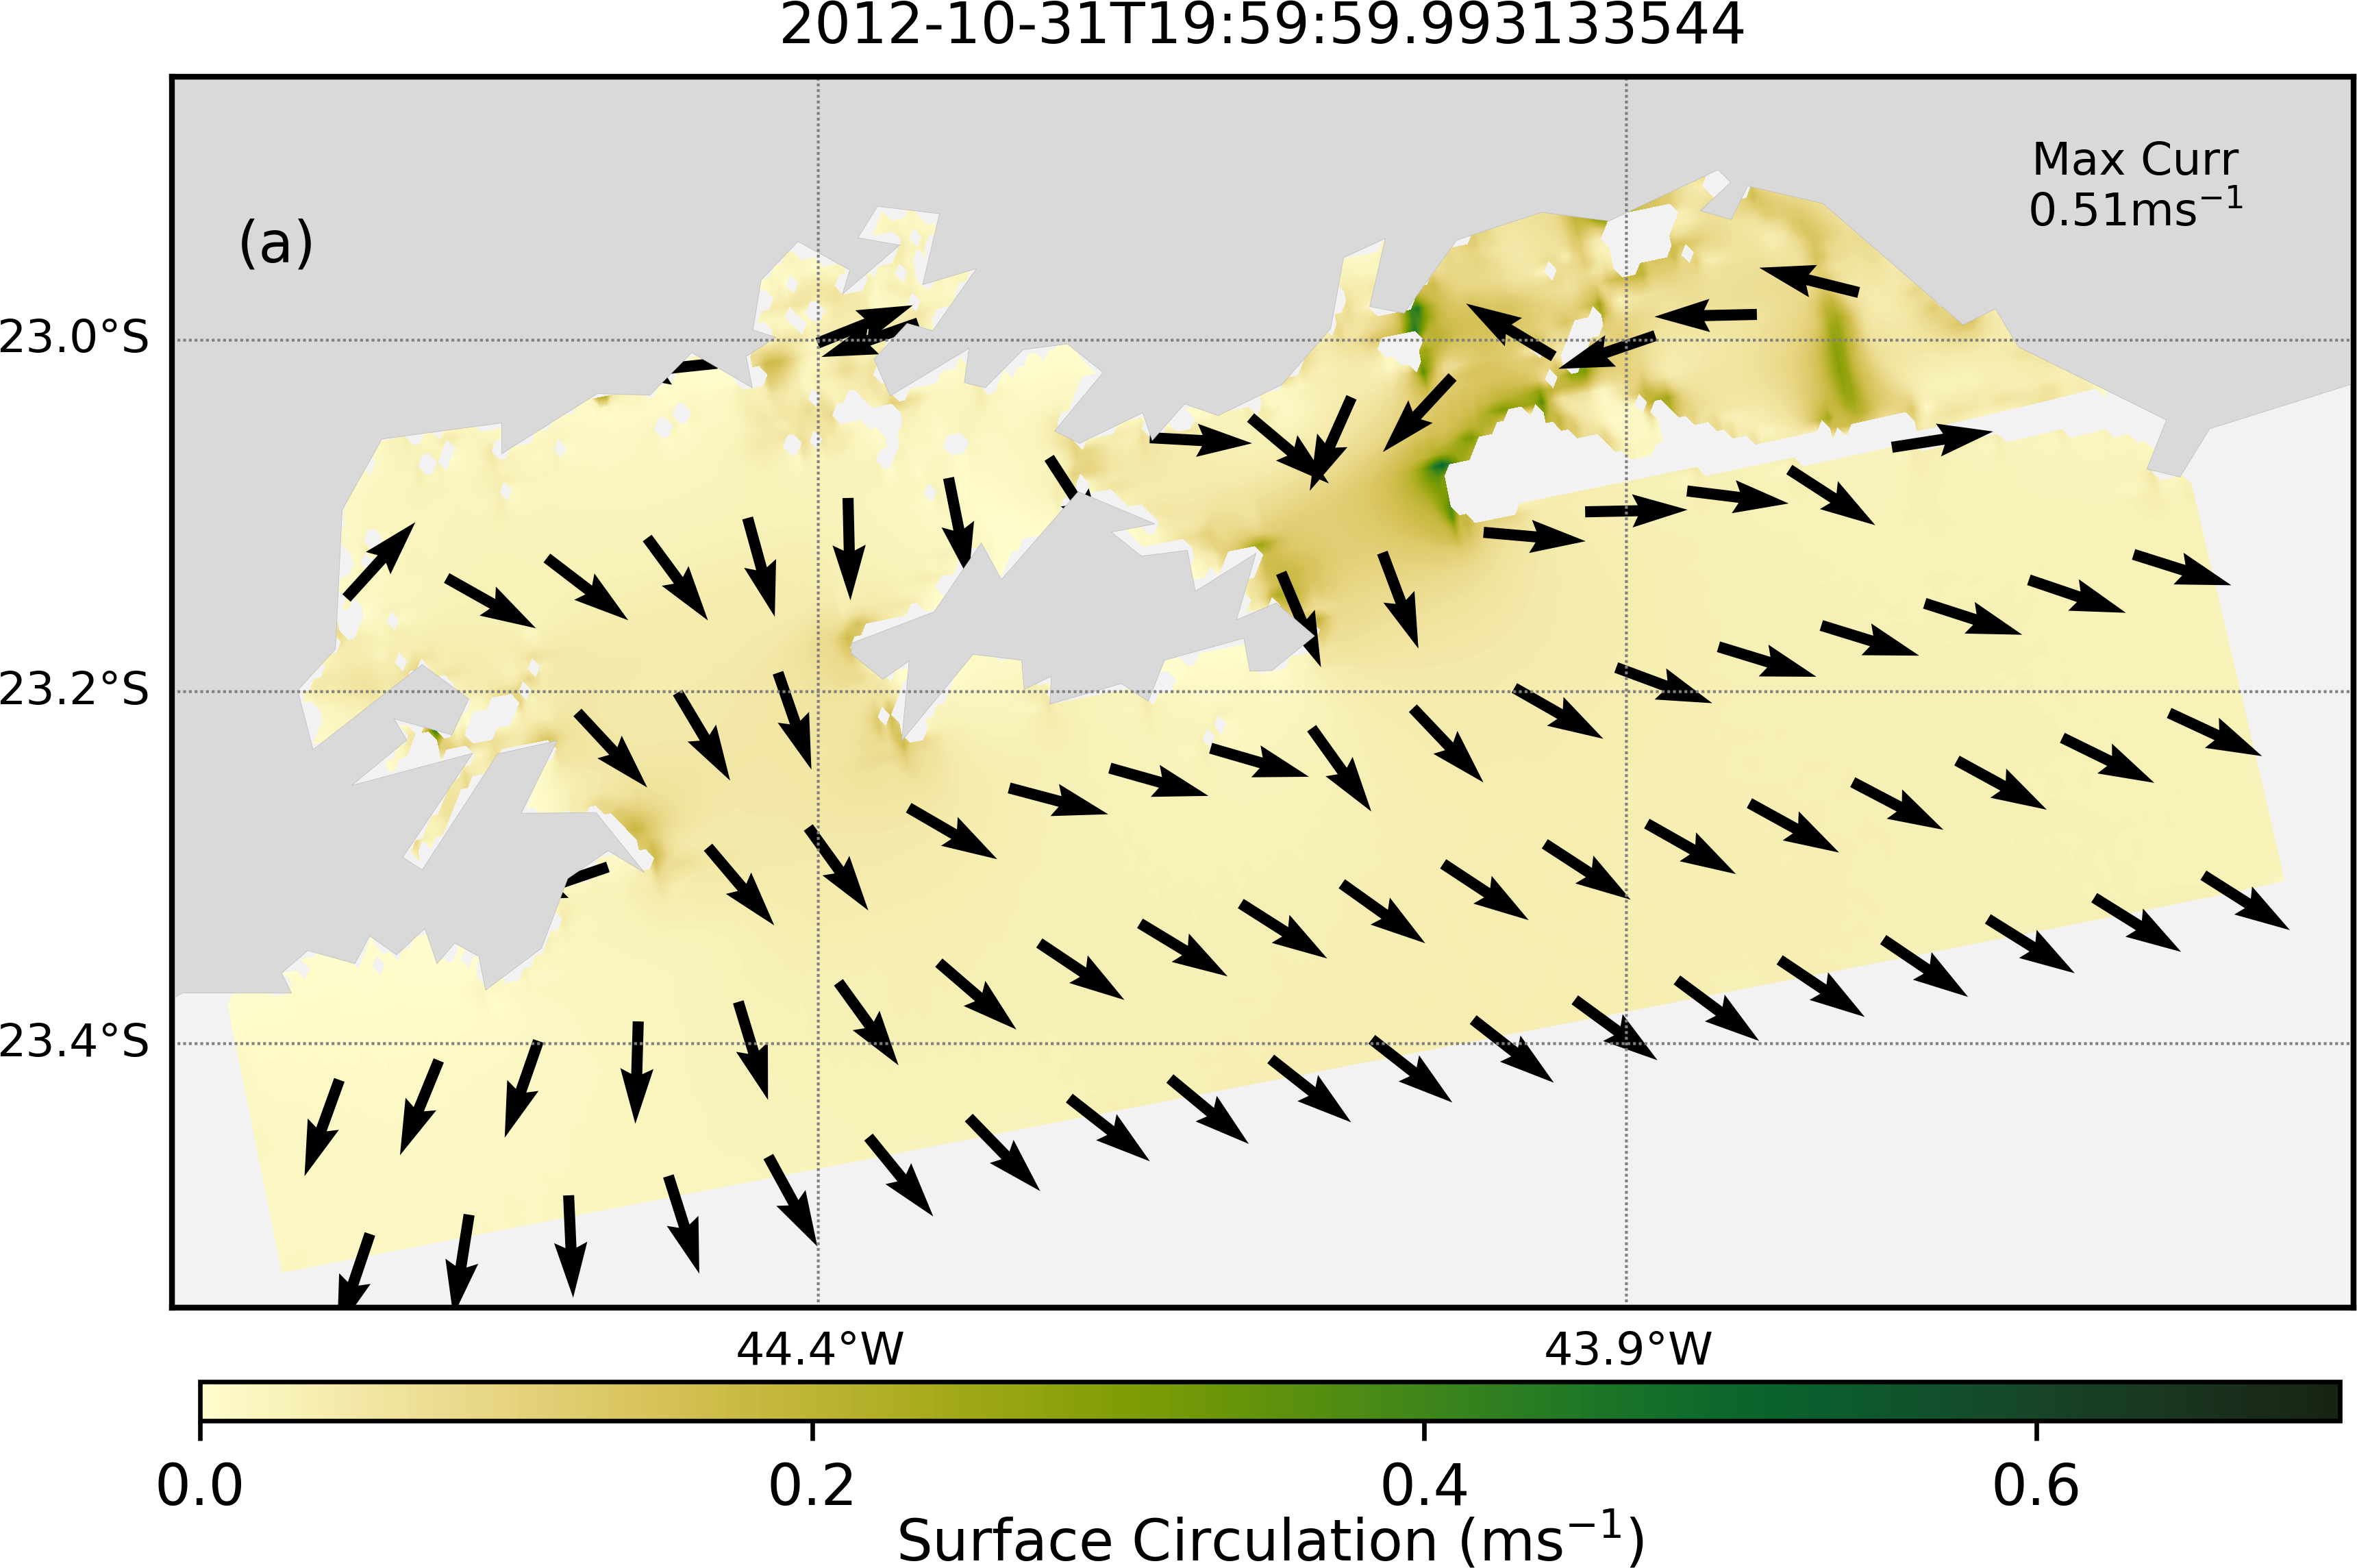 2012-10-31T19:59:59.993133544
Max Curr
0.51ms⁻¹
(a)
23.0°S
23.2°S
23.4°S
44.4°W 43.9°W
0.0 0.2 0.4 0.6
Surface Circulation (ms⁻¹)